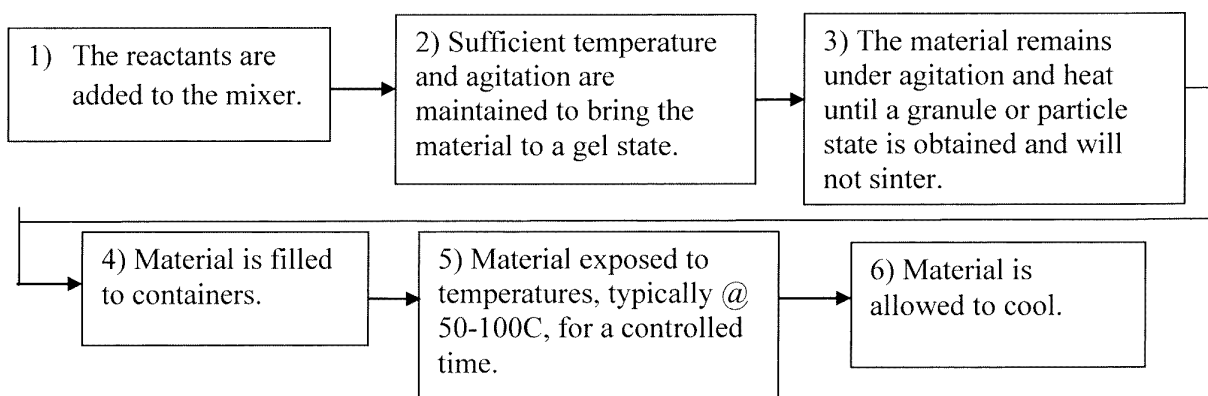 1) The reactants are
added to the mixer.
2) Sufficient temperature
and agitation are
maintained to bring the
material to a gel state.
3) The material remains
under agitation and heat
until a granule or particle
state is obtained and will
not sinter.
4) Material is filled
to containers.
5) Material exposed to
temperatures, typically @
50-100C, for a controlled
time.
6) Material is
allowed to cool.